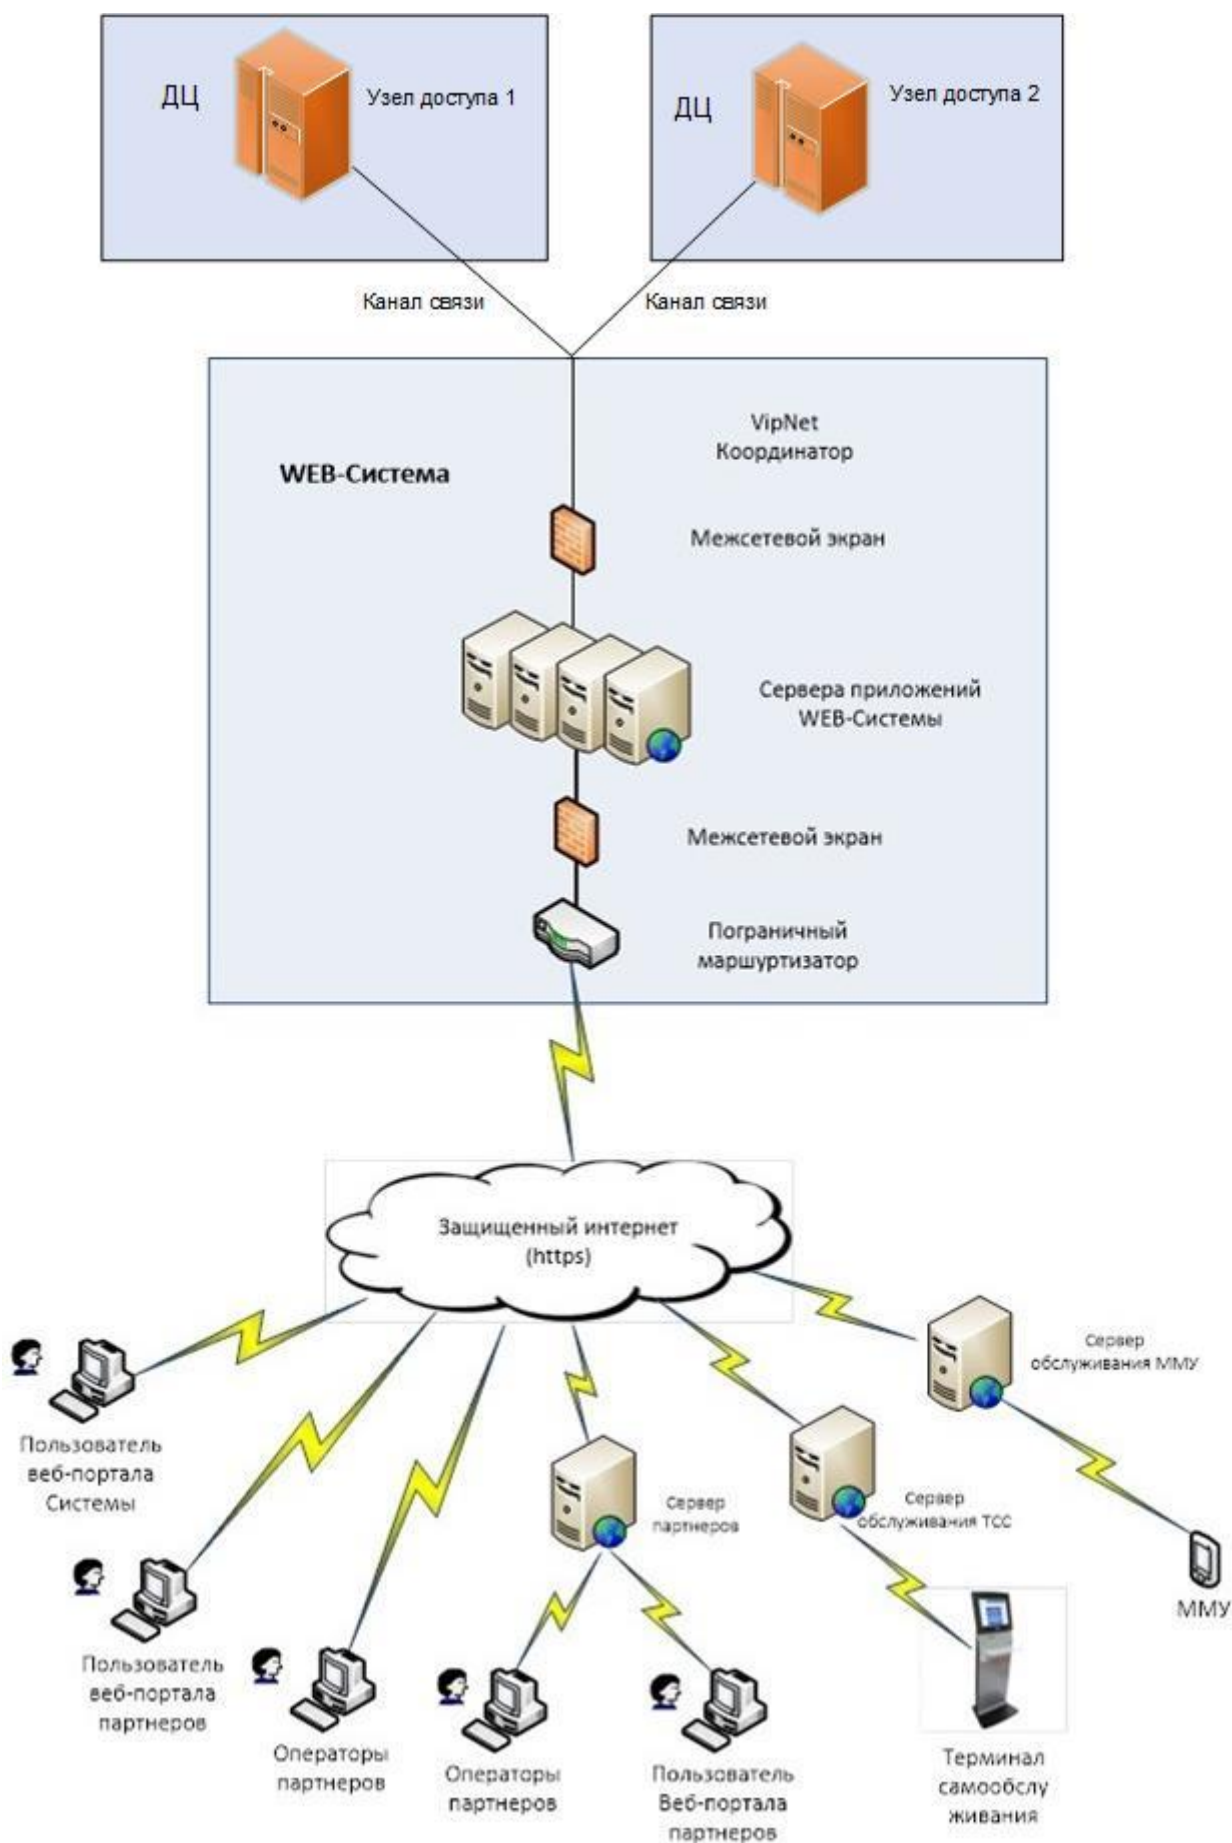 ДЦ
Узел доступа 1
ДЦ
Узел доступа 2
Канал связи
Канал связи
VipNet
Координатор
WEB-Система
Межсетевой экран
Сервера приложений
WEB-Системы
Межсетевой экран
Пограничный
маршуртизатор
Защищенный интернет
(https)
Сервер
обслуживания ММУ
Пользователь
веб-портала
Системы
Сервер
партнеров
Сервер
обслуживания ТСС
ММУ
Пользователь
веб-портала
партнеров
Операторы
партнеров
Операторы
партнеров
Пользователь
Веб-портала
партнеров
Терминал
самообслу
живания